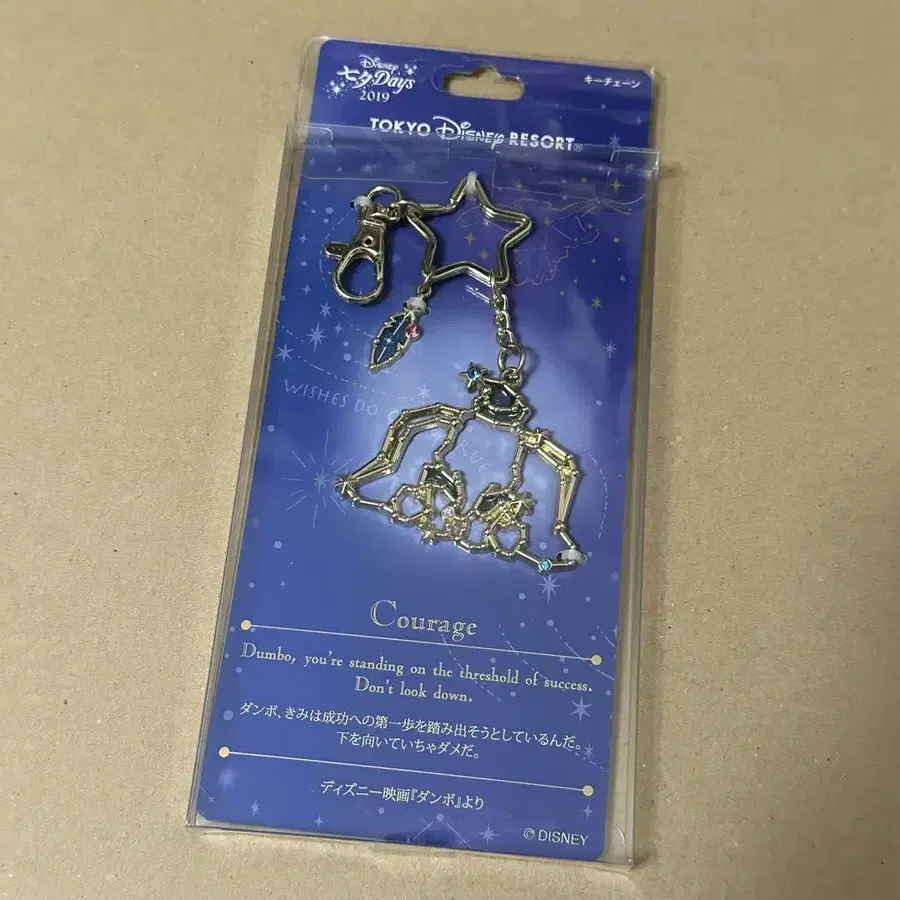 Disney
七夕Days
2019
キーチェーン
TOKYO Disney RESORT®
WISHES DO C
RUE
Courage
Dumbo, you're standing on the threshold of success.
Don't look down.
ダンボ、きみは成功への第一歩を踏み出そうとしているんだ。
下を向いていちゃダメだ。
ディズニー映画『ダンボ』より
© DISNEY